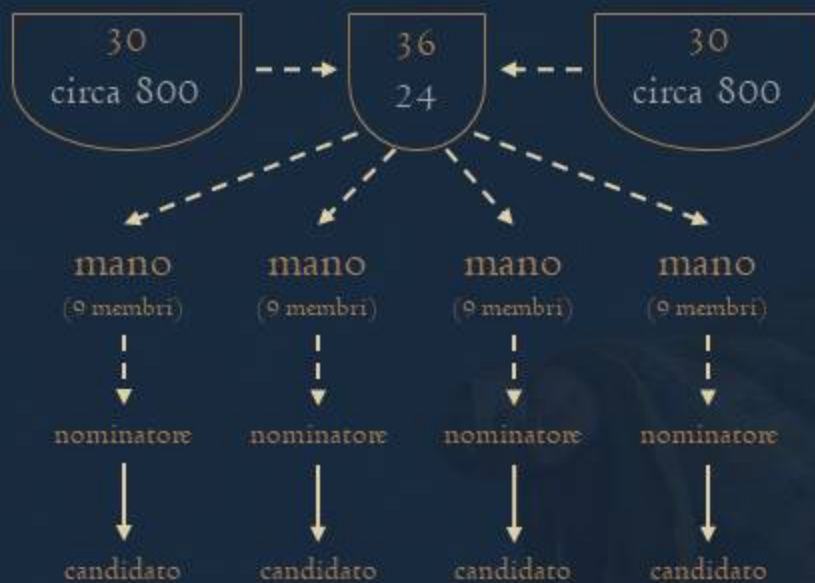 30
circa 800
36
24
30
circa 800
mano
(9 membri)
mano
(9 membri)
mano
(9 membri)
mano
(9 membri)
nominatore
nominatore
nominatore
nominatore
candidato
candidato
candidato
candidato